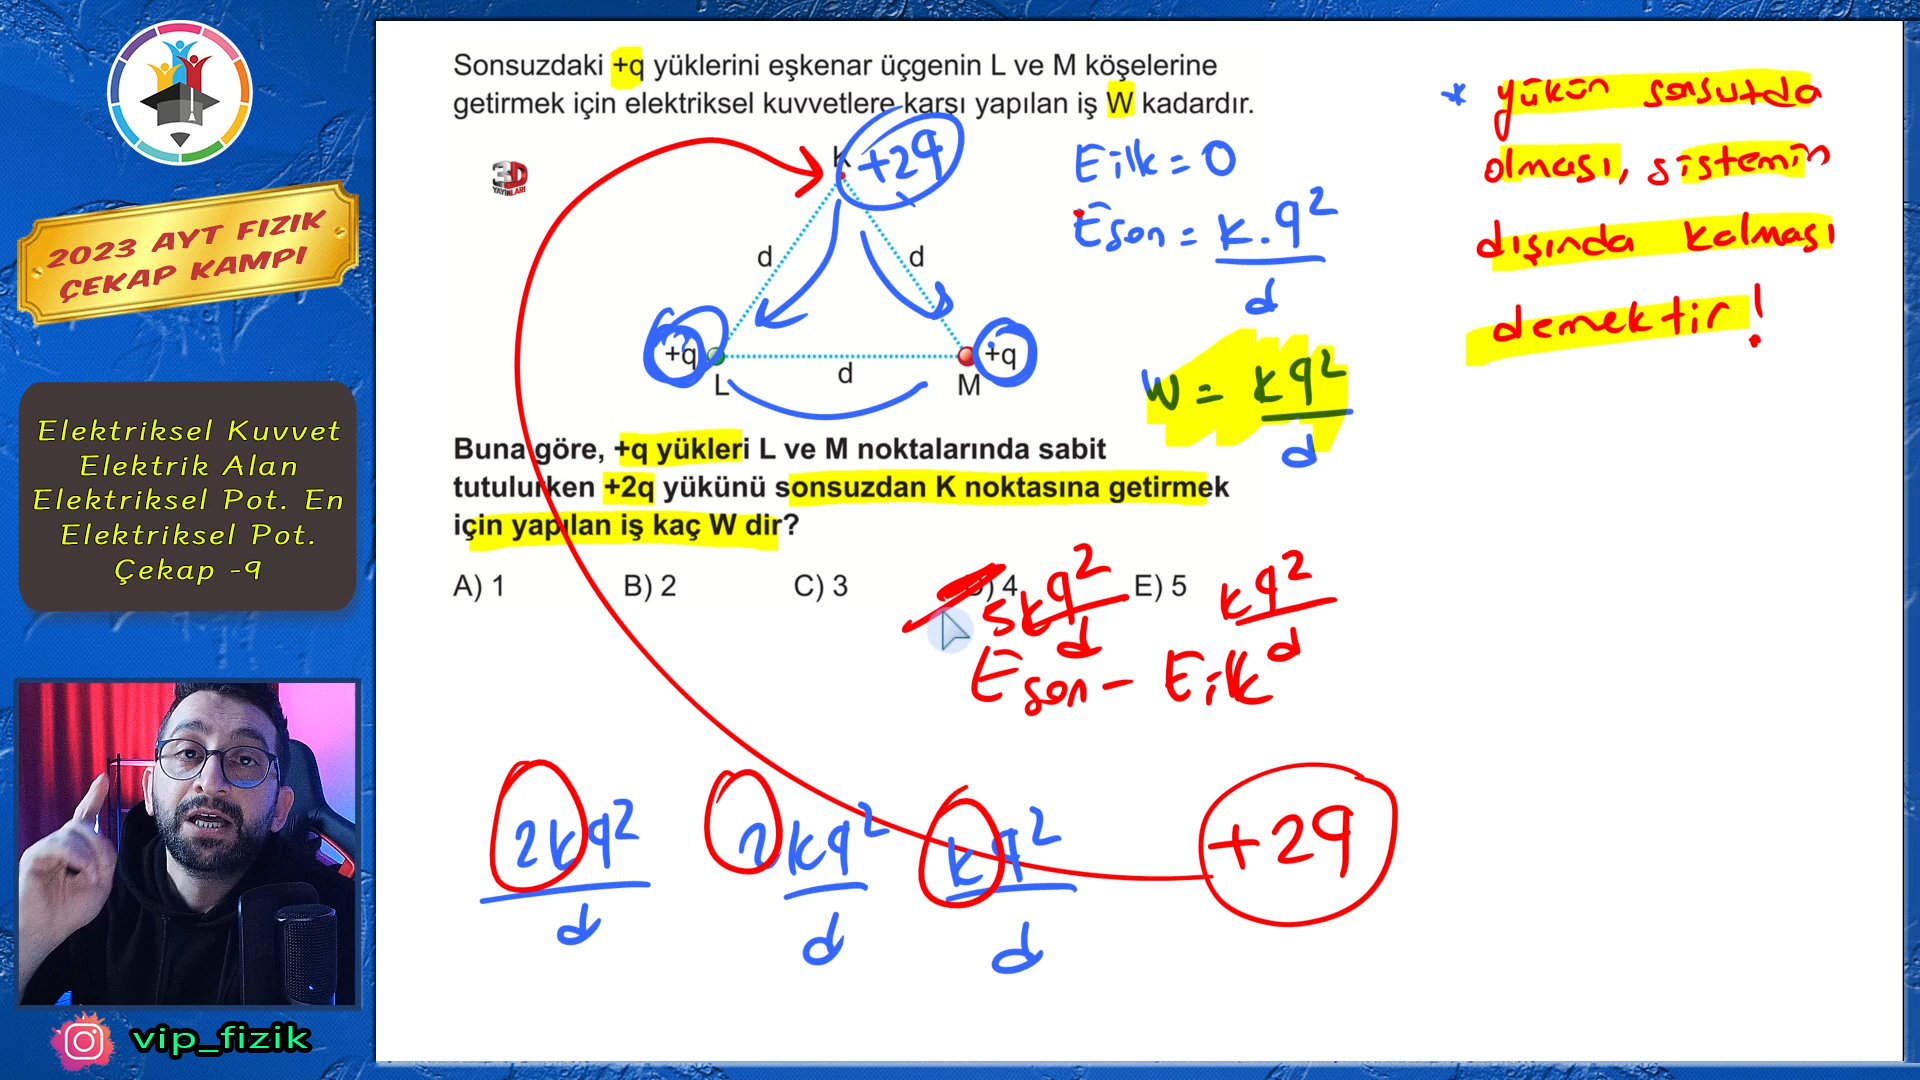 2023 AYT FIZIK
ÇEKAP KAMPI
Elektriksel Kuvvet
Elektrik Alan
Elektriksel Pot. En
Elektriksel Pot.
Çekap -9
vip_fizik
Sonsuzdaki +q yüklerini eşkenar üçgenin L ve M köşelerine
getirmek için elektriksel kuvvetlere karşı yapılan iş W kadardır.
3D
YAYINLARI
K
+2q
d
d
+q
L
d
M
+q
Eilk = 0
Eson = k.q²
d
W = kq²
d
* yükün sonsuzda
olması, sistemin
dışında kalması
demektir!
Buna göre, +q yükleri L ve M noktalarında sabit
tutulurken +2q yükünü sonsuzdan K noktasına getirmek
için yapılan iş kaç W dir?
A) 1
B) 2
C) 3
D) 4
E) 5
5kq²
d
kq²
d
Eson - Eilk
2kq²
d
2kq²
d
kq²
d
+2q